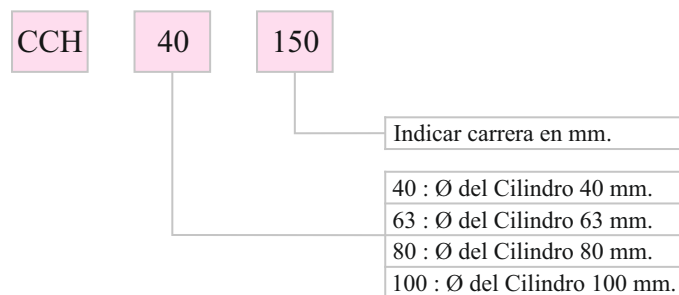 CCH 40 150
Indicar carrera en mm.
40 : Ø del Cilindro 40 mm.
63 : Ø del Cilindro 63 mm.
80 : Ø del Cilindro 80 mm.
100 : Ø del Cilindro 100 mm.